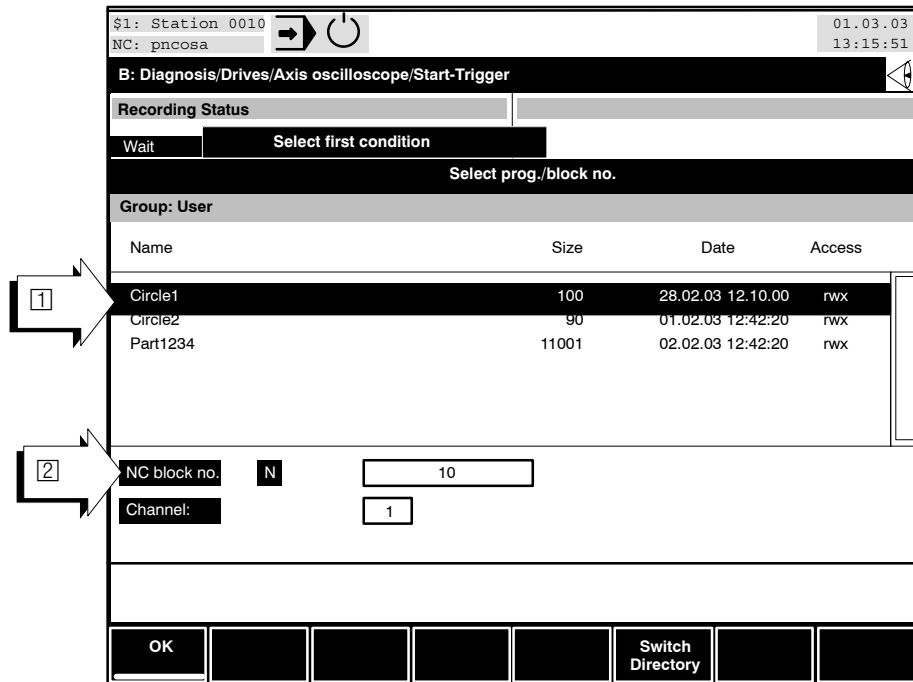 $1: Station 0010
NC: pncosa
01.03.03
13:15:51
B: Diagnosis/Drives/Axis oscilloscope/Start-Trigger
Recording Status
Wait
Select first condition
Select prog./block no.
Group: User
Name Size Date Access
1
Circle1 100 28.02.03 12.10.00 rwx
Circle2 90 01.02.03 12:42:20 rwx
Part1234 11001 02.02.03 12:42:20 rwx
2
NC block no. N 10
Channel: 1
OK
Switch
Directory